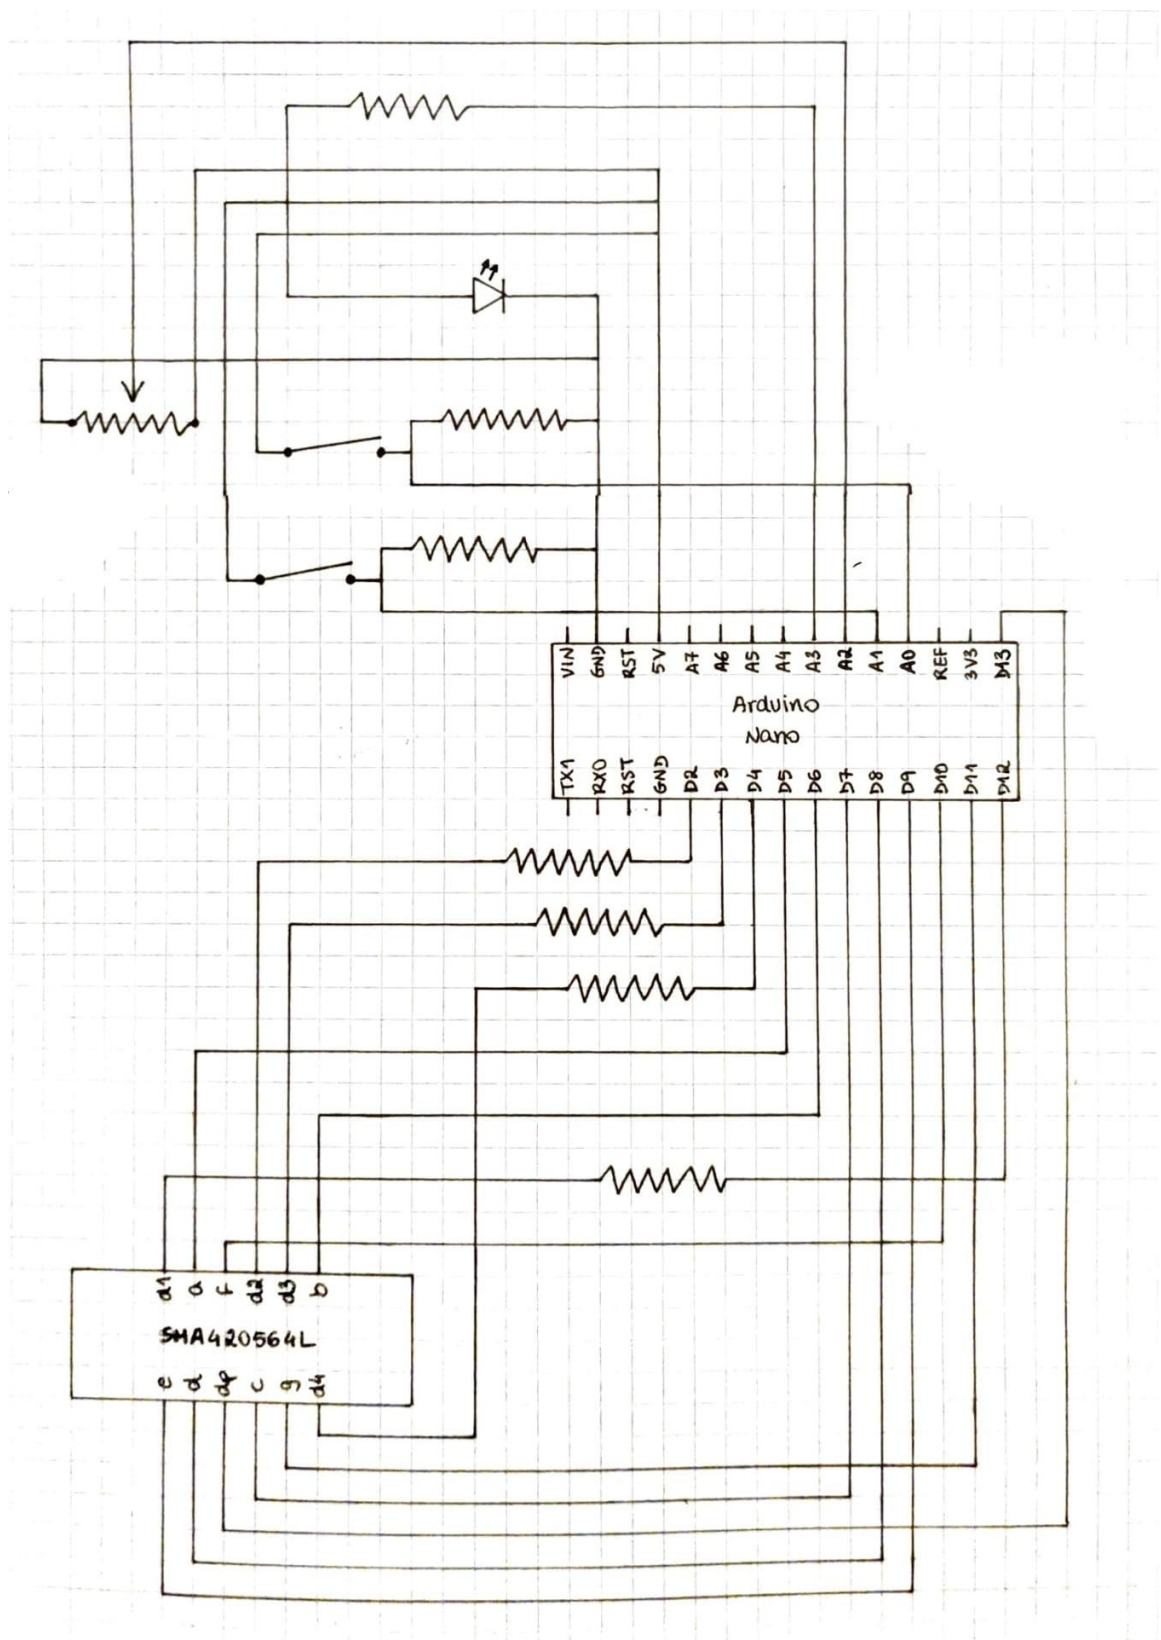 VIN GND RST 5V A7 A6 A5 A4 A3 A2 A1 A0 REF 3V3 D13
Arduino
Nano
TX1 RX0 RST GND D2 D3 D4 D5 D6 D7 D8 D9 D10 D11 D12
d1 a f d2 d3 b
SMA420564L
e d dp c g d4